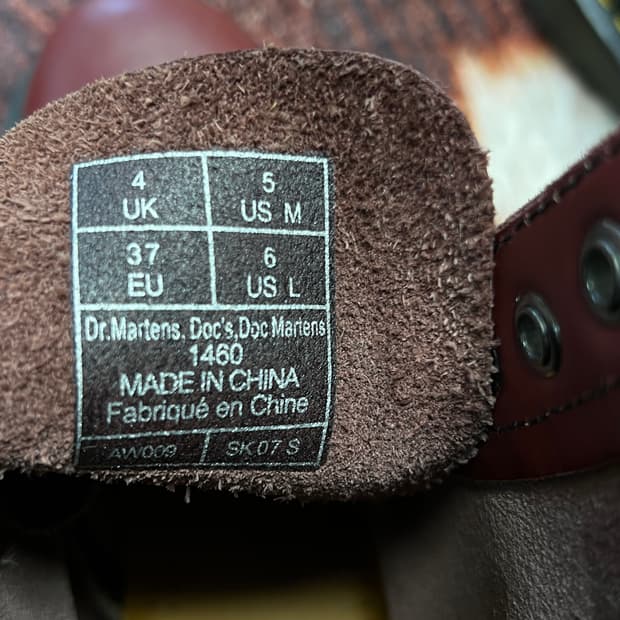 4 UK
5 US M
37 EU
6 US L
Dr.Martens, Doc's, Doc Martens
1460
MADE IN CHINA
Fabriqué en Chine
AW009 SK07S